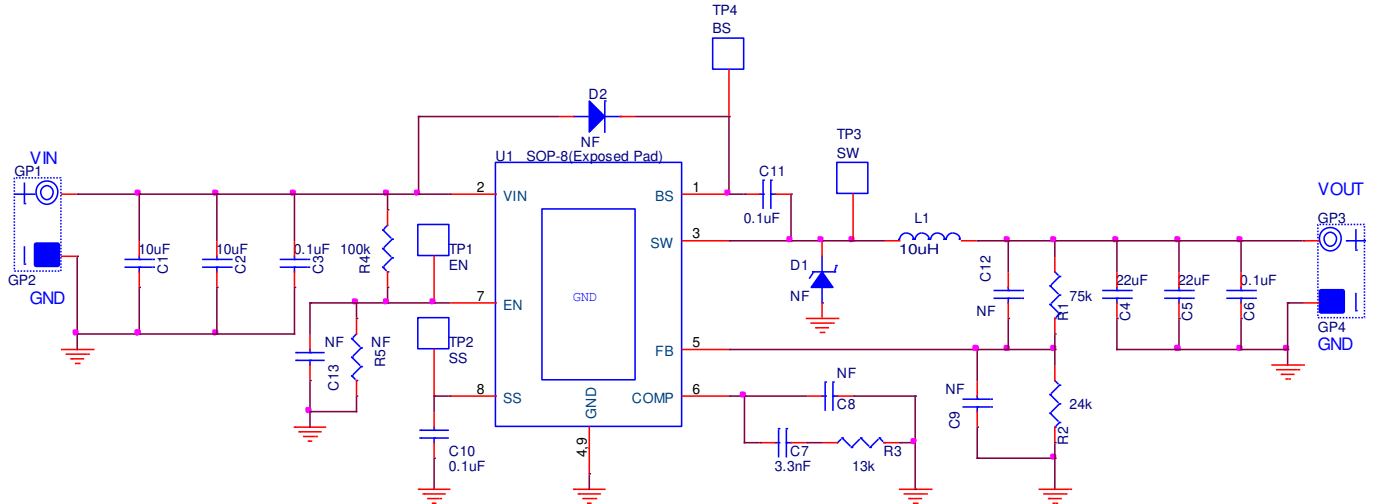 TP4
BS
D2
NF
U1 SOP-8(Exposed Pad)
VIN
GP1
GP2
GND
10uF
C1
10uF
C2
0.1uF
C3
100k
R4
TP1
EN
TP2
SS
NF
C13
NF
R5
C10
0.1uF
2
VIN
7
EN
8
SS
GND
GND
4,9
BS
1
SW
3
FB
5
COMP
6
C11
0.1uF
TP3
SW
D1
NF
L1
10uH
C12
NF
75k
R1
22uF
C4
22uF
C5
0.1uF
C6
VOUT
GP3
GP4
GND
NF
C8
C7
3.3nF
R3
13k
NF
C9
24k
R2